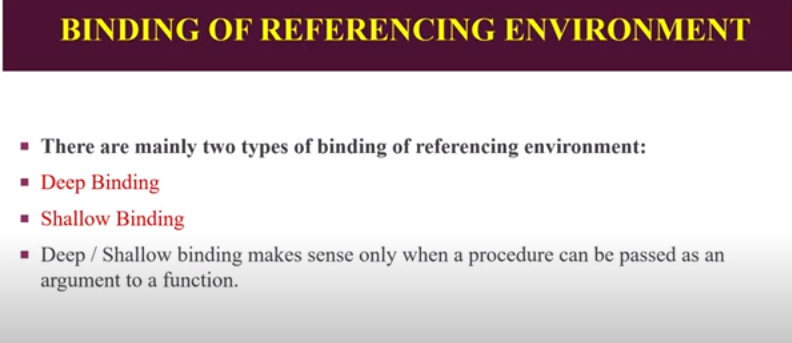 BINDING OF REFERENCING ENVIRONMENT
▪ There are mainly two types of binding of referencing environment:
▪ Deep Binding
▪ Shallow Binding
▪ Deep / Shallow binding makes sense only when a procedure can be passed as an
argument to a function.